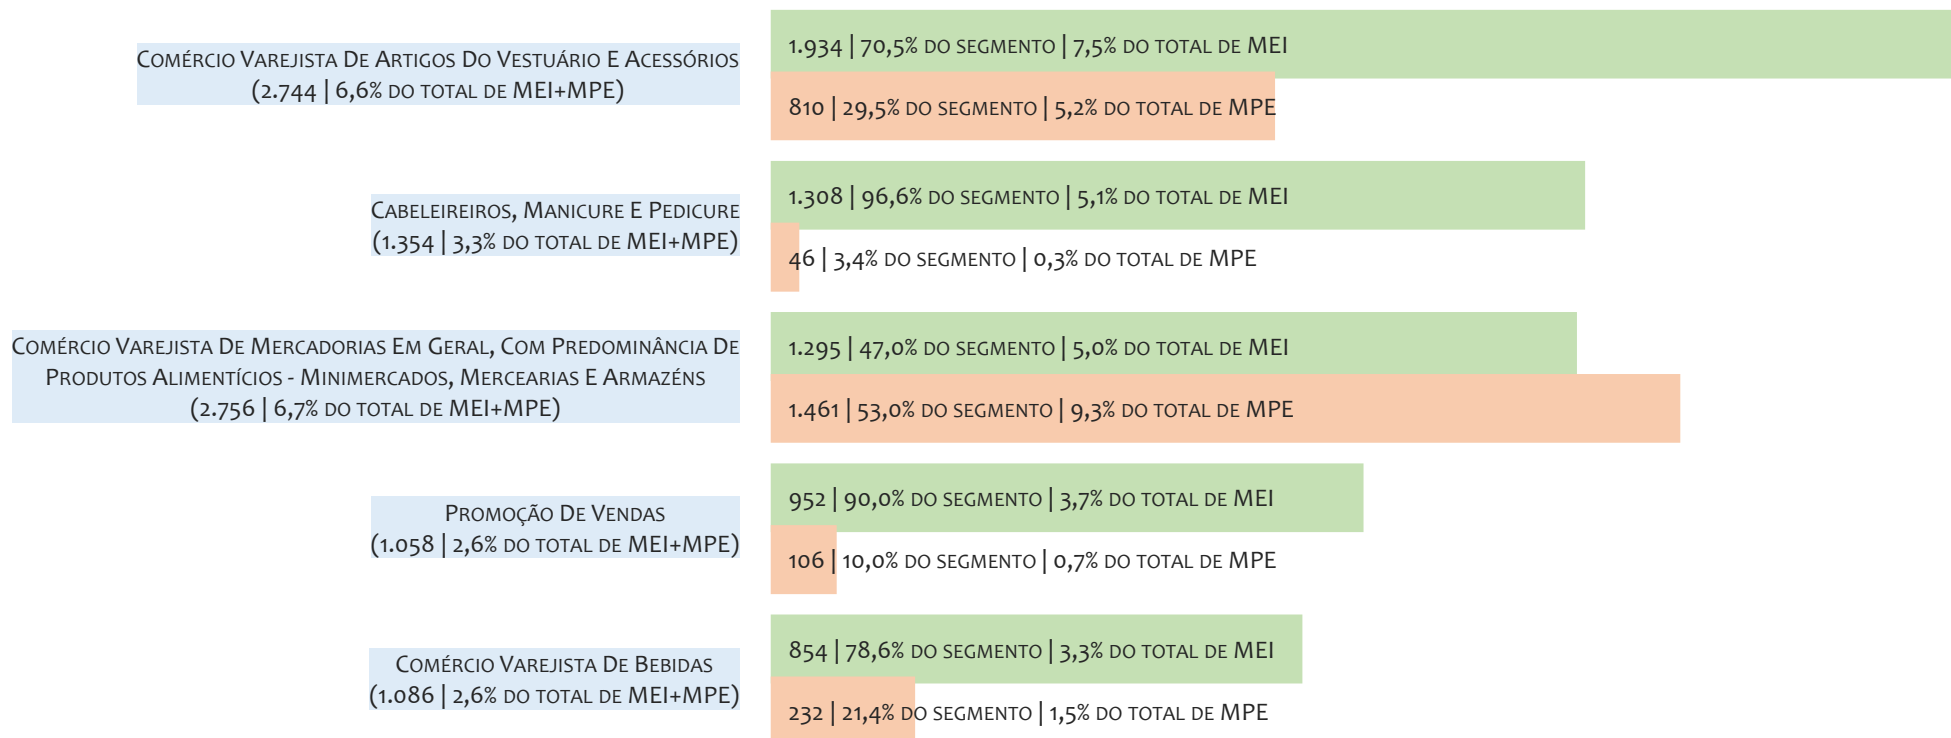 Comércio Varejista De Artigos Do Vestuário E Acessórios
(2.744 | 6,6% do total de MEI+MPE)
1.934 | 70,5% do segmento | 7,5% do total de MEI
810 | 29,5% do segmento | 5,2% do total de MPE
Cabeleireiros, Manicure E Pedicure
(1.354 | 3,3% do total de MEI+MPE)
1.308 | 96,6% do segmento | 5,1% do total de MEI
46 | 3,4% do segmento | 0,3% do total de MPE
Comércio Varejista De Mercadorias Em Geral, Com Predominância De
Produtos Alimentícios - Minimercados, Mercearias E Armazéns
(2.756 | 6,7% do total de MEI+MPE)
1.295 | 47,0% do segmento | 5,0% do total de MEI
1.461 | 53,0% do segmento | 9,3% do total de MPE
Promoção De Vendas
(1.058 | 2,6% do total de MEI+MPE)
952 | 90,0% do segmento | 3,7% do total de MEI
106 | 10,0% do segmento | 0,7% do total de MPE
Comércio Varejista De Bebidas
(1.086 | 2,6% do total de MEI+MPE)
854 | 78,6% do segmento | 3,3% do total de MEI
232 | 21,4% do segmento | 1,5% do total de MPE